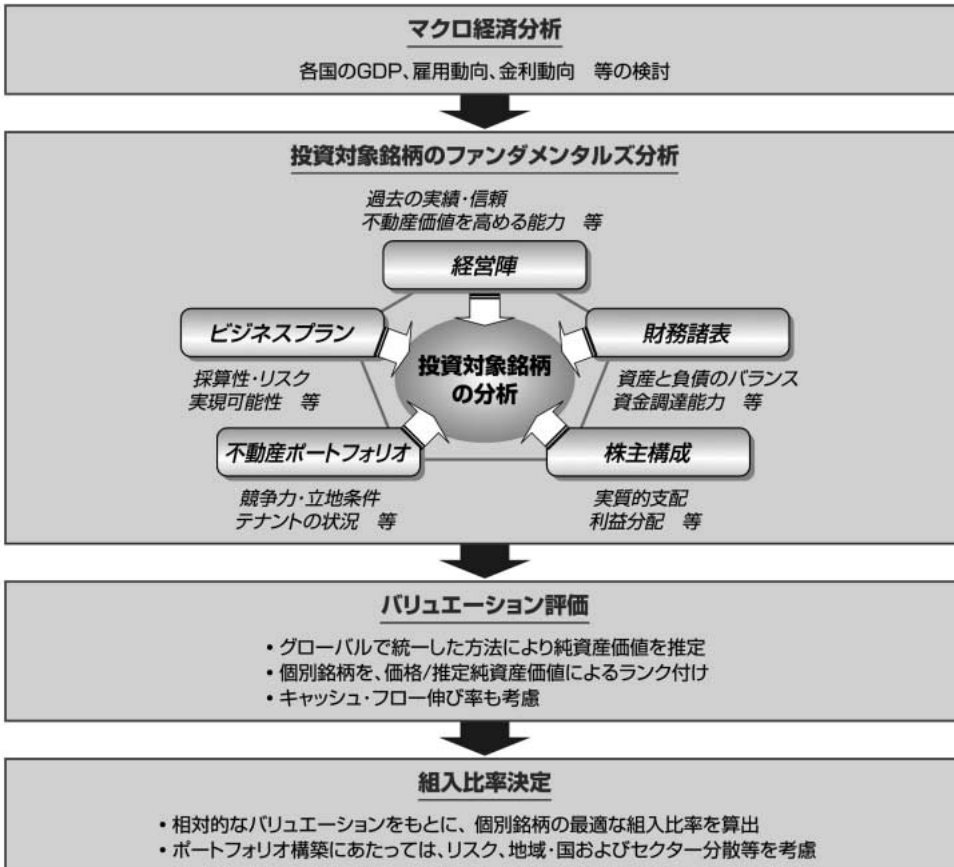 マクロ経済分析
各国のGDP、雇用動向、金利動向　等の検討
投資対象銘柄のファンダメンタルズ分析
過去の実績・信頼
不動産価値を高める能力　等
経営陣
ビジネスプラン
採算性・リスク
実現可能性　等
財務諸表
資産と負債のバランス
資金調達能力　等
投資対象銘柄
の分析
不動産ポートフォリオ
競争力・立地条件
テナントの状況　等
株主構成
実質的支配
利益分配　等
バリュエーション評価
• グローバルで統一した方法により純資産価値を推定
• 個別銘柄を、価格/推定純資産価値によるランク付け
• キャッシュ・フロー伸び率も考慮
組入比率決定
• 相対的なバリュエーションをもとに、個別銘柄の最適な組入比率を算出
• ポートフォリオ構築にあたっては、リスク、地域・国およびセクター分散等を考慮